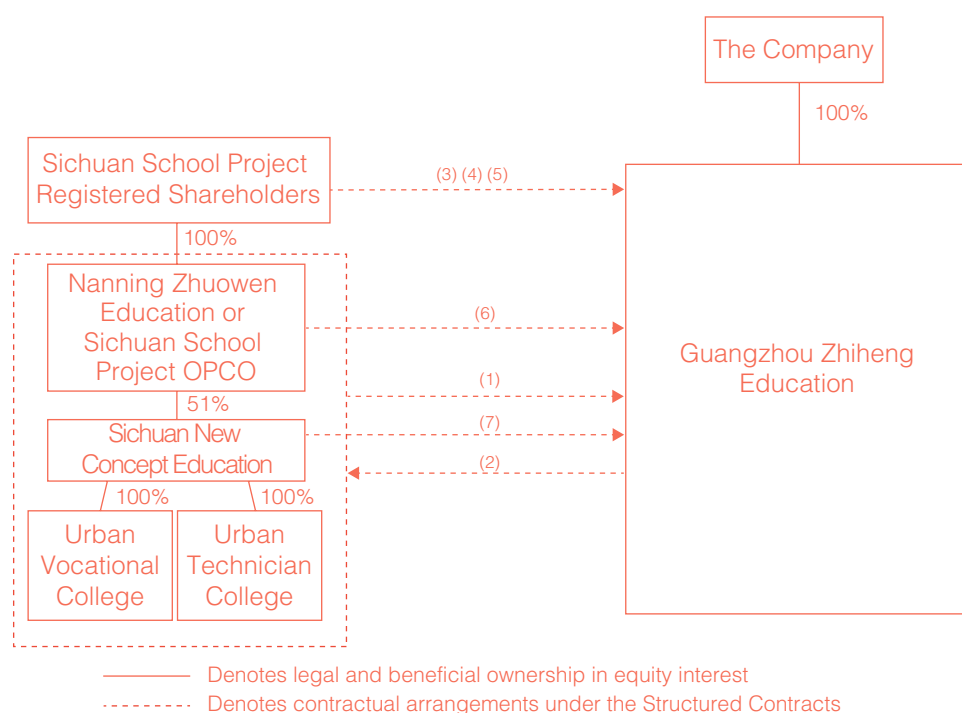 The Company
100%
Sichuan School Project
Registered Shareholders
(3) (4) (5)
100%
Nanning Zhuowen
Education or
Sichuan School
Project OPCO
(6)
Guangzhou Zhiheng
Education
(1)
51%
Sichuan New
Concept Education
(7)
(2)
100%
100%
Urban
Vocational
College
Urban
Technician
College
Denotes legal and beneficial ownership in equity interest
Denotes contractual arrangements under the Structured Contracts